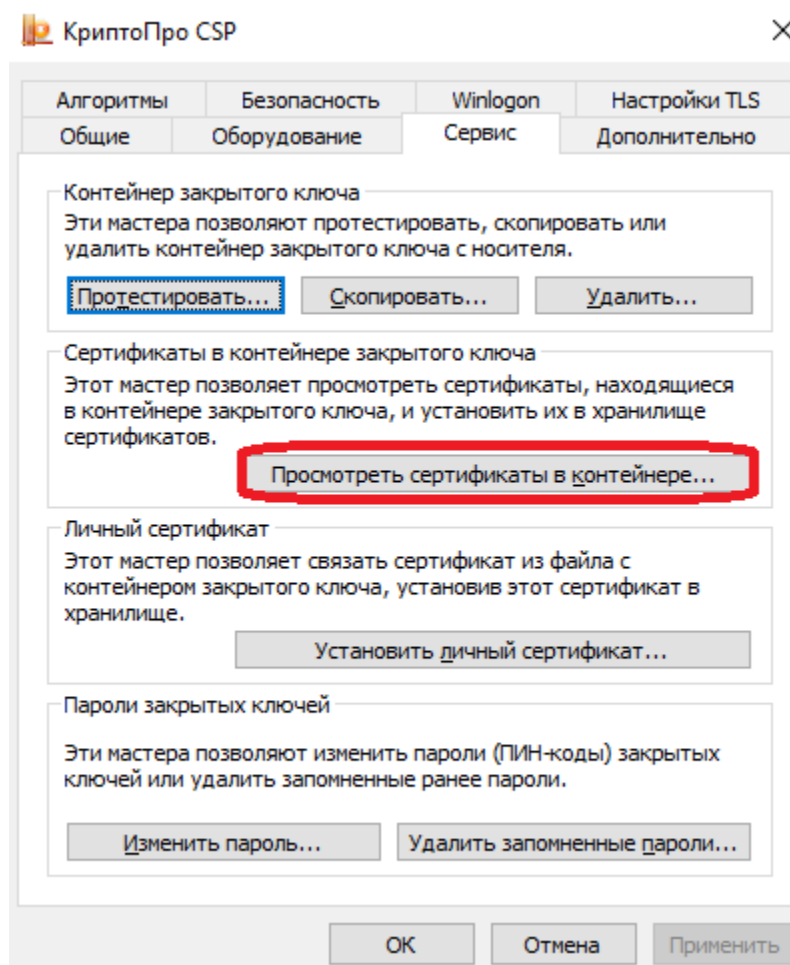 КриптоПро CSP
Алгоритмы Безопасность Winlogon Настройки TLS
Общие Оборудование Сервис Дополнительно
Контейнер закрытого ключа
Эти мастера позволяют протестировать, скопировать или
удалить контейнер закрытого ключа с носителя.
Протестировать... Скопировать... Удалить...
Сертификаты в контейнере закрытого ключа
Этот мастер позволяет просмотреть сертификаты, находящиеся
в контейнере закрытого ключа, и установить их в хранилище
сертификатов.
Просмотреть сертификаты в контейнере...
Личный сертификат
Этот мастер позволяет связать сертификат из файла с
контейнером закрытого ключа, установив этот сертификат в
хранилище.
Установить личный сертификат...
Пароли закрытых ключей
Эти мастера позволяют изменить пароли (ПИН-коды) закрытых
ключей или удалить запомненные ранее пароли.
Изменить пароль... Удалить запомненные пароли...
ОК Отмена Применить